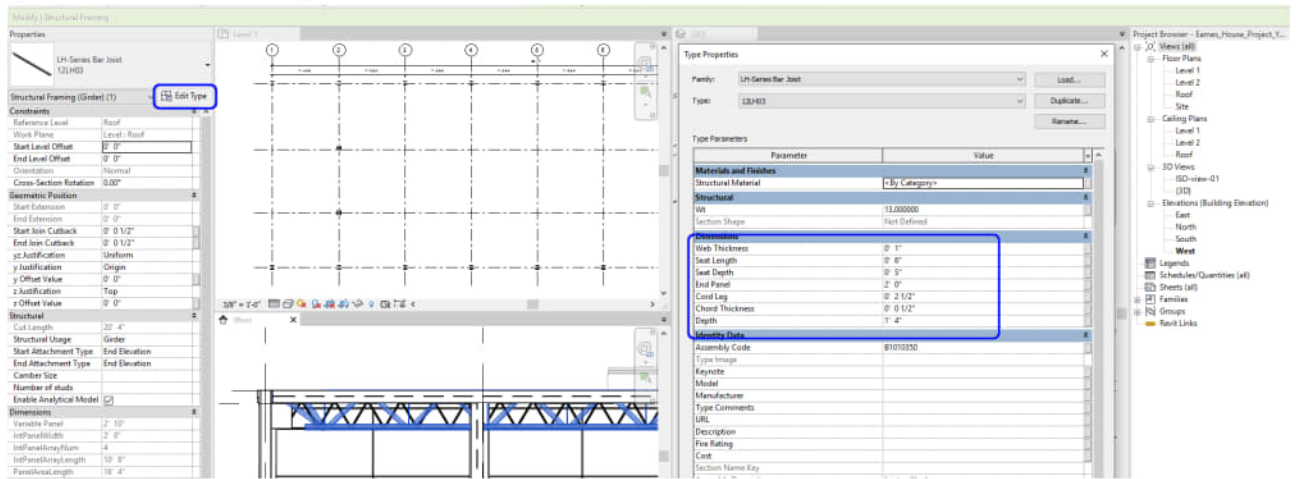 Modify | Structural Framing
Properties
LH-Series Bar Joist
12LH03
Structural Framing (Girder) (1)
Edit Type
Constraints
Reference Level Roof
Work Plane Level : Roof
Start Level Offset 0' 0"
End Level Offset 0' 0"
Orientation Normal
Cross-Section Rotation 0.00°
Geometric Position
Start Extension 0' 0"
End Extension 0' 0"
Start Join Cutback 0' 0 1/2"
End Join Cutback 0' 0 1/2"
yz Justification Uniform
y Justification Origin
y Offset Value 0' 0"
z Justification Top
z Offset Value 0' 0"
Structural
Cut Length 20' 4"
Structural Usage Girder
Start Attachment Type End Elevation
End Attachment Type End Elevation
Camber Size
Number of studs
Enable Analytical Model
Dimensions
Variable Panel 2' 10"
IntPanelWidth 2' 8"
IntPanelArrayNum 4
IntPanelArrayLength 10' 8"
PanelAreaLength 16' 4"
Level 1
1 2 3 4 5 6
3/8" = 1'-0"
West
{3D}
Type Properties
Family: LH-Series Bar Joist Load...
Type: 12LH03 Duplicate...
Rename...
Type Parameters
Parameter Value
Materials and Finishes
Structural Material <By Category>
Structural
Wt 13.000000
Section Shape Not Defined
Dimensions
Web Thickness 0' 1"
Seat Length 0' 6"
Seat Depth 0' 5"
End Panel 2' 0"
Cord Leg 0' 2 1/2"
Chord Thickness 0' 0 1/2"
Depth 1' 4"
Identity Data
Assembly Code B1010350
Type Image
Keynote
Model
Manufacturer
Type Comments
URL
Description
Fire Rating
Cost
Section Name Key
Project Browser - Eames_House_Project_Y...
Views (all)
Floor Plans
Level 1
Level 2
Roof
Site
Ceiling Plans
Level 1
Level 2
Roof
3D Views
ISO-view-01
{3D}
Elevations (Building Elevation)
East
North
South
West
Legends
Schedules/Quantities (all)
Sheets (all)
Families
Groups
Revit Links